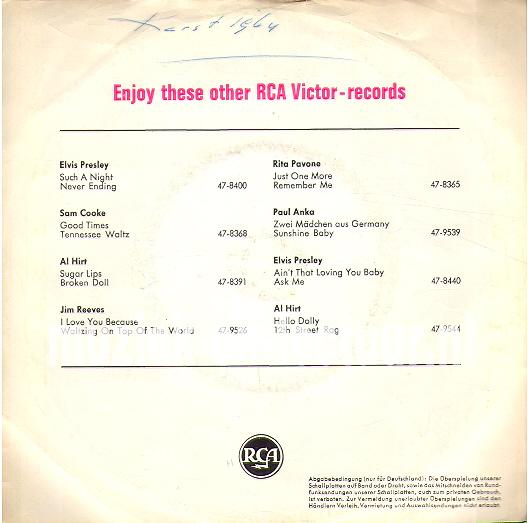 Kerst 1964
Enjoy these other RCA Victor-records
Elvis Presley
Such A Night
Never Ending 47-8400
Sam Cooke
Good Times
Tennessee Waltz 47-8368
Al Hirt
Sugar Lips
Broken Doll 47-8391
Jim Reeves
I Love You Because
Waltzing On Top Of The World 47-9526
Rita Pavone
Just One More
Remember Me 47-8365
Paul Anka
Zwei Mädchen aus Germany
Sunshine Baby 47-9539
Elvis Presley
Ain't That Loving You Baby
Ask Me 47-8440
Al Hirt
Hello Dolly
12th Street Rag 47-9544
RCA
Abgabebedingung (nur für Deutschland): Die Überspielung unserer
Schallplatten auf Band oder Draht, sowie das Mitschneiden von Rund-
funksendungen unserer Schallplatten, auch zum privaten Gebrauch,
ist verboten. Zur Vermeidung unerlaubter Überspielungen sind den
Händlern Verleih, Vermietung und Auswahlsendungen nicht erlaubt.